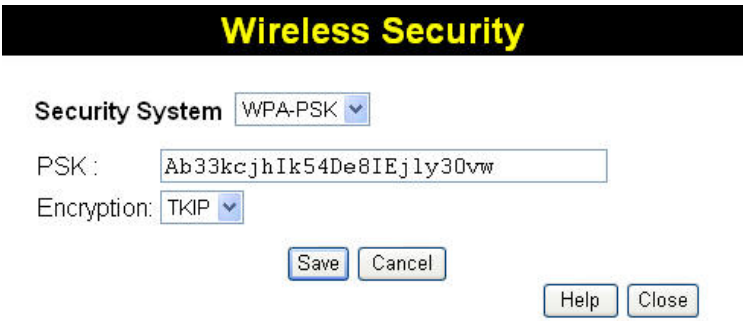 Wireless Security
Security System WPA-PSK
PSK : Ab33kcjhIk54De8IEjly30vw
Encryption: TKIP
Save Cancel
Help Close